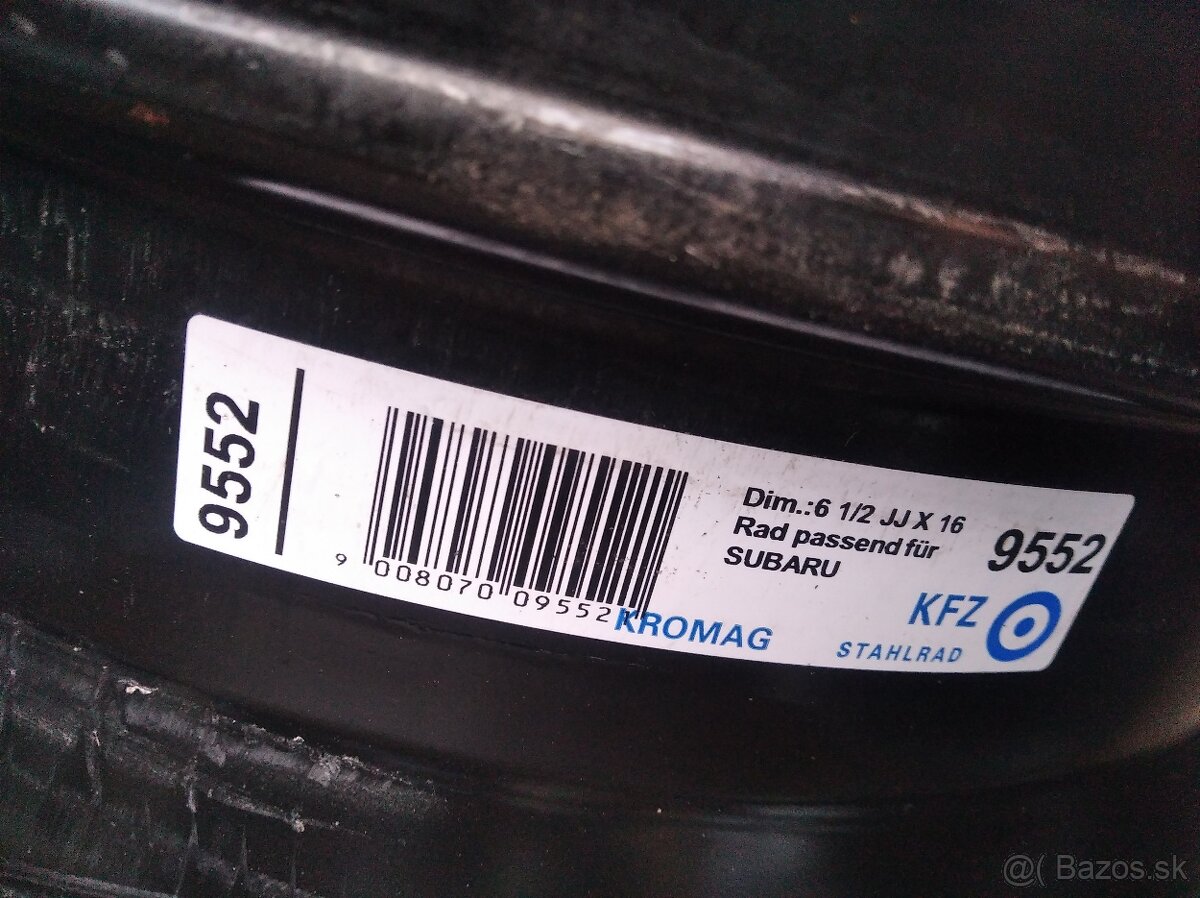 9552
9 008070 09552
Dim.:6 1/2 JJ X 16
Rad passend für
SUBARU
9552
KROMAG
KFZ
STAHLRAD
@( Bazos.sk